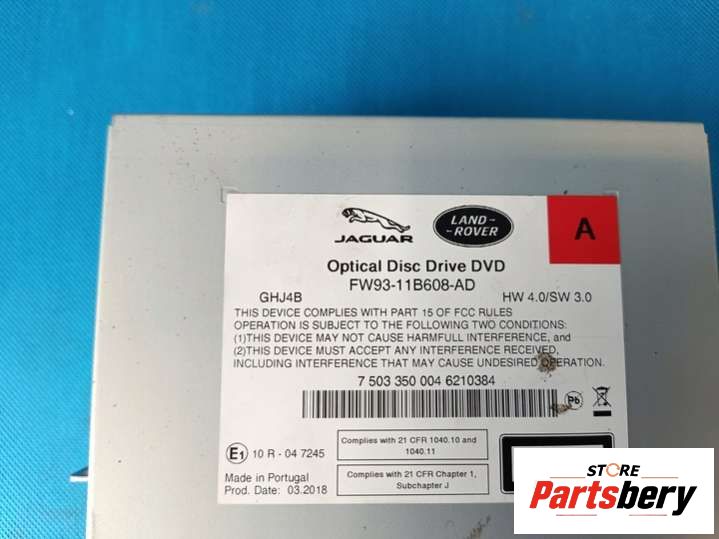 JAGUAR
LAND-
-ROVER
A
Optical Disc Drive DVD
FW93-11B608-AD
GHJ4B HW 4.0/SW 3.0
THIS DEVICE COMPLIES WITH PART 15 OF FCC RULES
OPERATION IS SUBJECT TO THE FOLLOWING TWO CONDITIONS:
(1)THIS DEVICE MAY NOT CAUSE HARMFULL INTERFERENCE, and
(2)THIS DEVICE MUST ACCEPT ANY INTERFERENCE RECEIVED,
INCLUDING INTERFERENCE THAT MAY CAUSE UNDESIRED OPERATION.
7 503 350 004 6210384
Pb
E1 10 R - 04 7245
Complies with 21 CFR 1040.10 and
1040.11
Made in Portugal
Prod. Date: 03.2018
Complies with 21 CFR Chapter 1,
Subchapter J
STORE
Partsbery